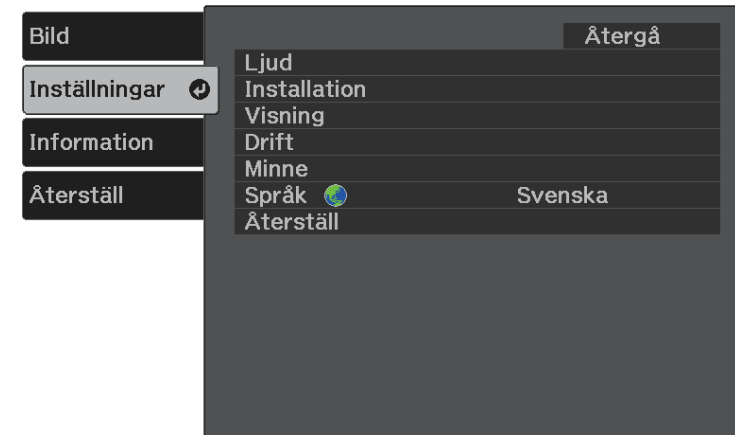 Bild
Inställningar
Information
Återställ
Återgå
Ljud
Installation
Visning
Drift
Minne
Språk Svenska
Återställ